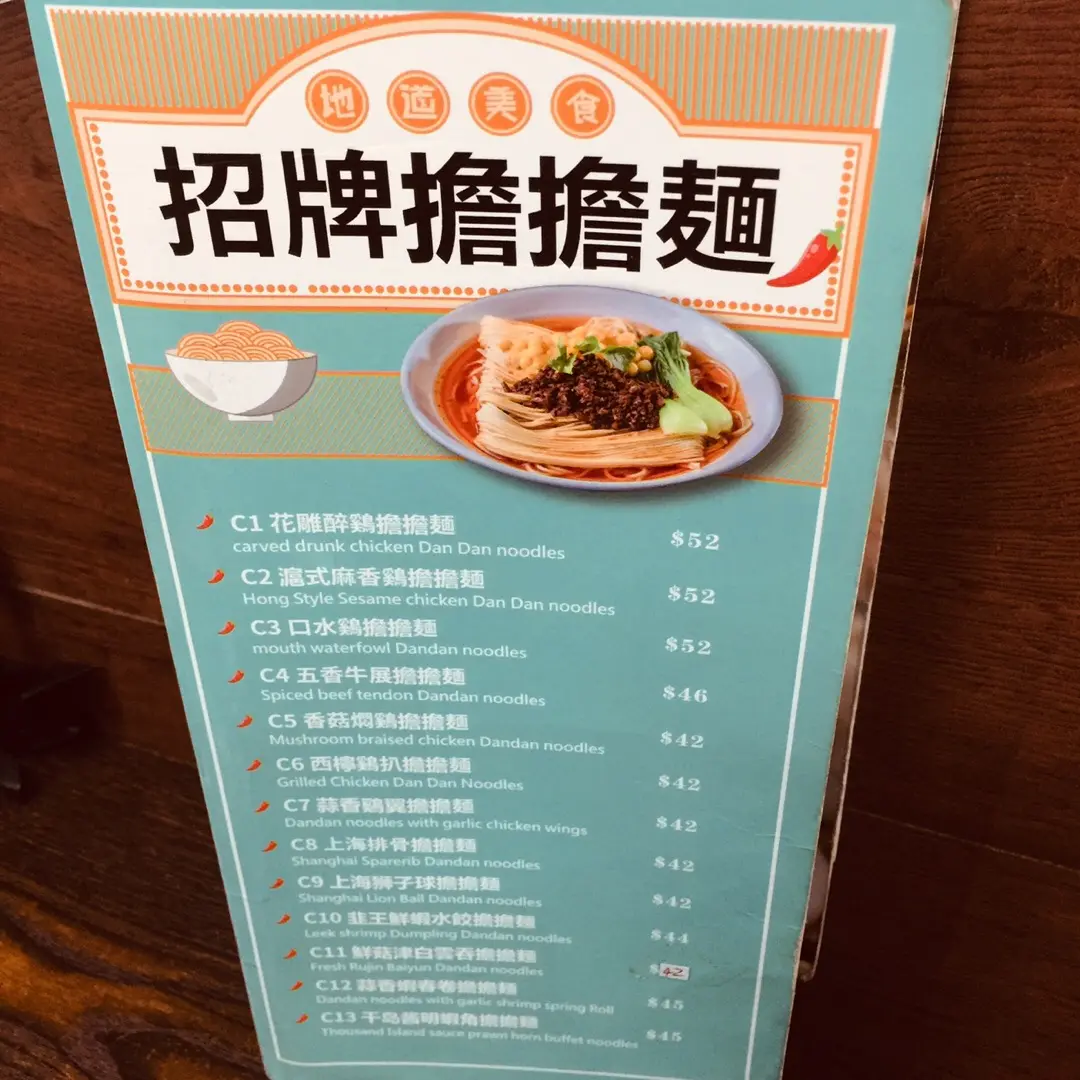 地道美食
招牌擔擔麵
C1 花雕醉鷄擔擔麵
carved drunk chicken Dan Dan noodles
$52
C2 滬式麻香鷄擔擔麵
Hong Style Sesame chicken Dan Dan noodles
$52
C3 口水鷄擔擔麵
mouth waterfowl Dandan noodles
$52
C4 五香牛展擔擔麵
Spiced beef tendon Dandan noodles
$46
C5 香菇燜鷄擔擔麵
Mushroom braised chicken Dandan noodles
$42
C6 西檸鷄扒擔擔麵
Grilled Chicken Dan Dan Noodles
$42
C7 蒜香鷄翼擔擔麵
Dandan noodles with garlic chicken wings
$42
C8 上海排骨擔擔麵
Shanghai Sparerib Dandan noodles
$42
C9 上海獅子球擔擔麵
Shanghai Lion Ball Dandan noodles
$42
C10 韭王鮮蝦水餃擔擔麵
Leek shrimp Dumpling Dandan noodles
$44
C11 鮮菇津白雲吞擔擔麵
Fresh Rujin Baiyun Dandan noodles
$42
C12 蒜香蝦春卷擔擔麵
Dandan noodles with garlic shrimp spring Roll
$45
C13 千島醬明蝦角擔擔麵
Thousand Island sauce prawn horn buffet noodles
$45